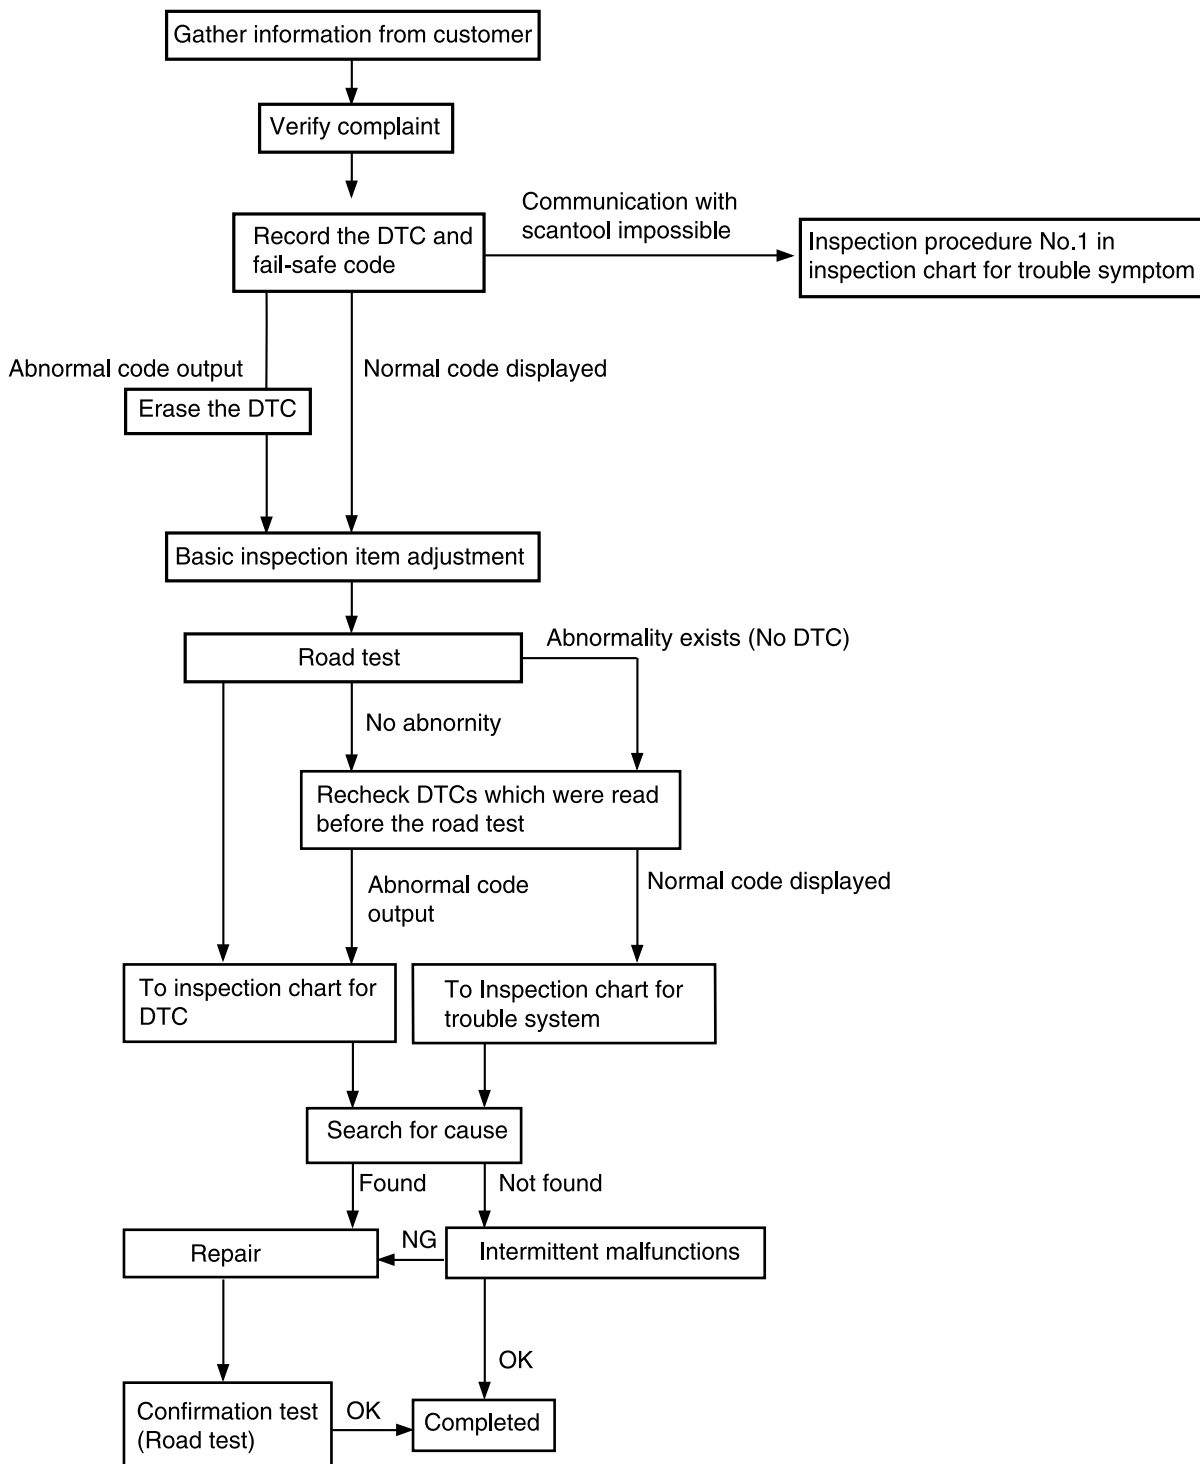 Gather information from customer
Verify complaint
Communication with
scantool impossible
Record the DTC and
fail-safe code
Inspection procedure No.1 in
inspection chart for trouble symptom
Abnormal code output
Normal code displayed
Erase the DTC
Basic inspection item adjustment
Abnormality exists (No DTC)
Road test
No abnornity
Recheck DTCs which were read
before the road test
Abnormal code
output
Normal code displayed
To inspection chart for
DTC
To Inspection chart for
trouble system
Search for cause
Found
Not found
Repair
NG
Intermittent malfunctions
OK
Confirmation test
(Road test)
OK
Completed